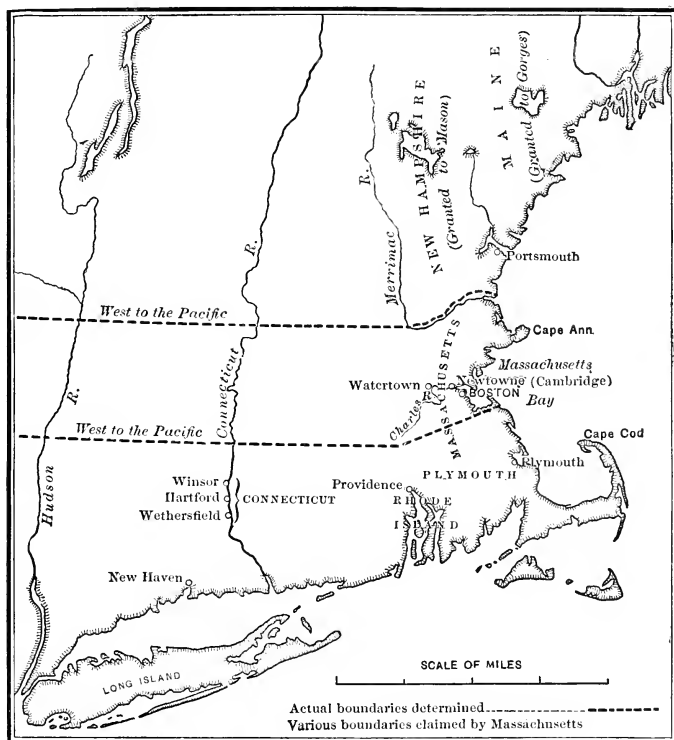 NEW HAMPSHIRE
(Granted to Mason)
MAINE
(Granted to Gorges)
Merrimac R.
Portsmouth
West to the Pacific
Cape Ann.
Connecticut R.
Hudson R.
MASSACHUSETTS
Massachusetts
Bay
Watertown
Newtowne (Cambridge)
BOSTON
Charles R.
West to the Pacific
Cape Cod
Plymouth
PLYMOUTH
Winsor
Hartford
Wethersfield
CONNECTICUT
Providence
RHODE
ISLAND
New Haven
LONG ISLAND
SCALE OF MILES
Actual boundaries determined
Various boundaries claimed by Massachusetts